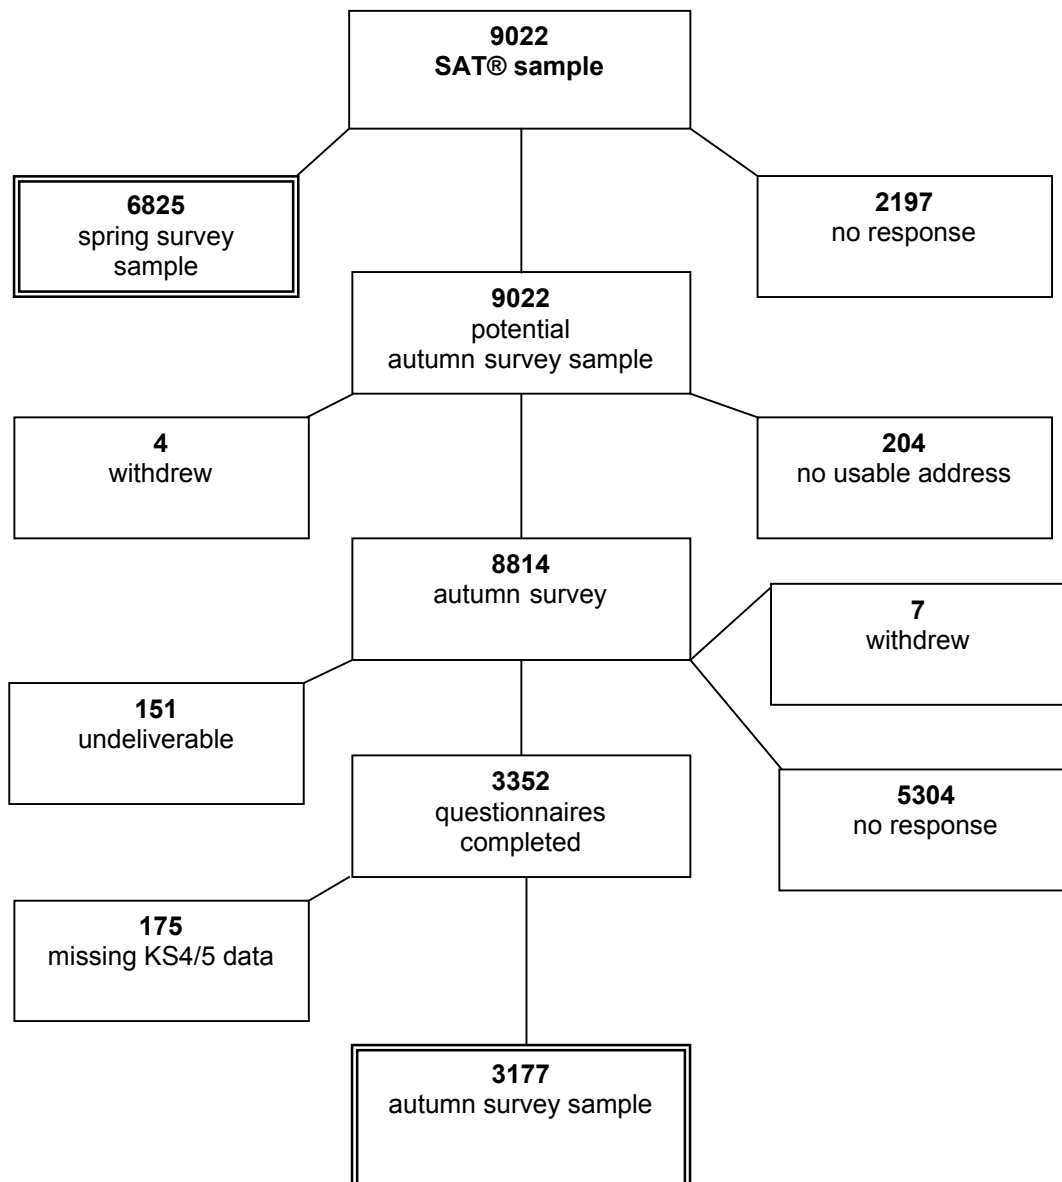 9022
SAT® sample
6825
spring survey
sample
2197
no response
9022
potential
autumn survey sample
4
withdrew
204
no usable address
8814
autumn survey
7
withdrew
151
undeliverable
3352
questionnaires
completed
5304
no response
175
missing KS4/5 data
3177
autumn survey sample